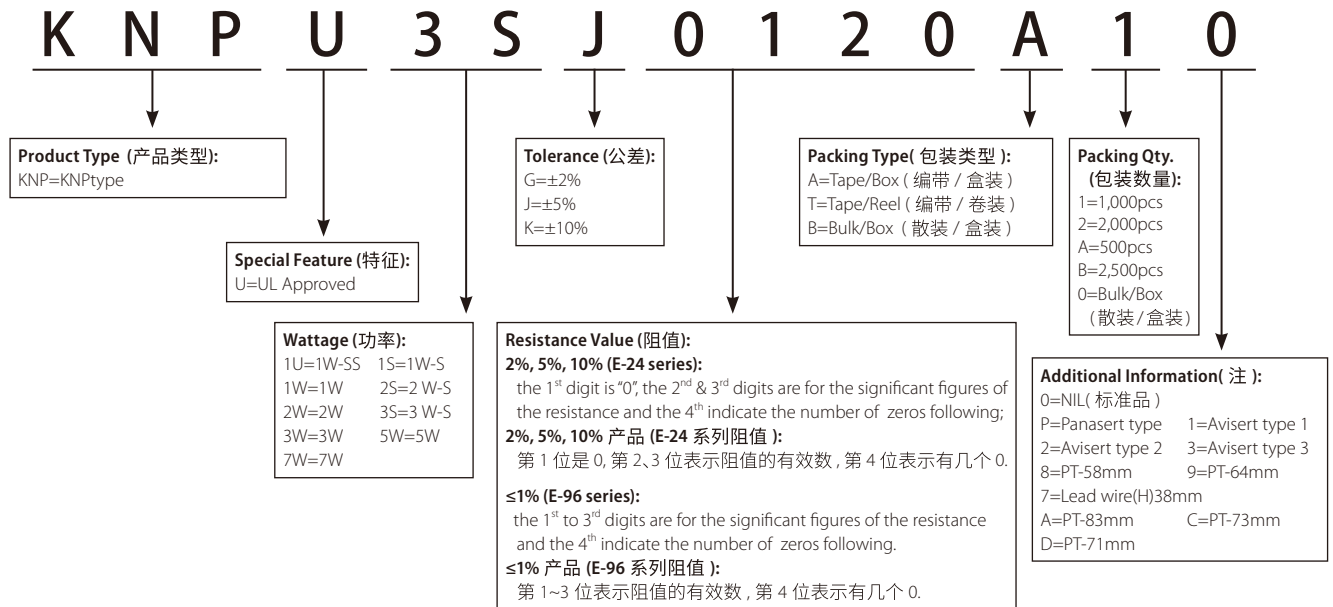 K N P U 3 S J 0 1 2 0 A 1 0
Product Type (产品类型):
KNP=KNPtype
Special Feature (特征):
U=UL Approved
Wattage (功率):
1U=1W-SS 1S=1W-S
1W=1W 2S=2 W-S
2W=2W 3S=3 W-S
3W=3W 5W=5W
7W=7W
Tolerance (公差):
G=±2%
J=±5%
K=±10%
Resistance Value (阻值):
2%, 5%, 10% (E-24 series):
the 1st digit is “0”, the 2nd & 3rd digits are for the significant figures of
the resistance and the 4th indicate the number of zeros following;
2%, 5%, 10% 产品 (E-24 系列阻值 ):
第 1 位是 0, 第 2、3 位表示阻值的有效数 , 第 4 位表示有几个 0.
≤1% (E-96 series):
the 1st to 3rd digits are for the significant figures of the resistance
and the 4th indicate the number of zeros following.
≤1% 产品 (E-96 系列阻值 ):
第 1~3 位表示阻值的有效数 , 第 4 位表示有几个 0.
Packing Type( 包装类型 ):
A=Tape/Box ( 编带 / 盒装 )
T=Tape/Reel ( 编带 / 卷装 )
B=Bulk/Box ( 散装 / 盒装 )
Packing Qty.
(包装数量):
1=1,000pcs
2=2,000pcs
A=500pcs
B=2,500pcs
0=Bulk/Box
(散装/盒装)
Additional Information( 注 ):
0=NIL( 标准品 )
P=Panasert type 1=Avisert type 1
2=Avisert type 2 3=Avisert type 3
8=PT-58mm 9=PT-64mm
7=Lead wire(H)38mm
A=PT-83mm C=PT-73mm
D=PT-71mm